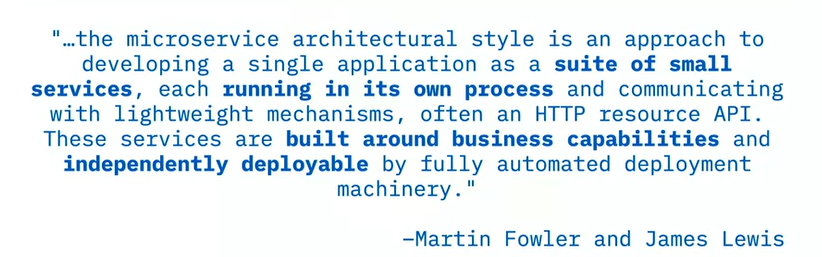 "…the microservice architectural style is an approach to
developing a single application as a suite of small
services, each running in its own process and communicating
with lightweight mechanisms, often an HTTP resource API.
These services are built around business capabilities and
independently deployable by fully automated deployment
machinery."
–Martin Fowler and James Lewis